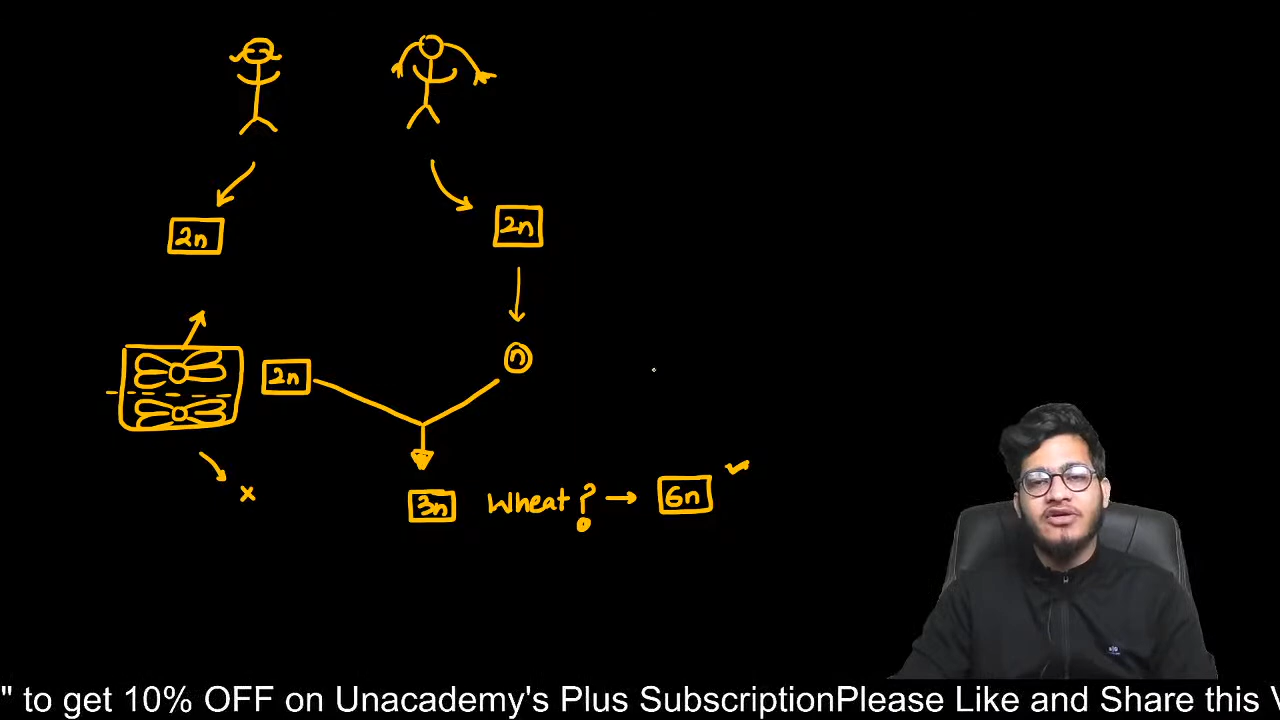 2n
2n
n
2n
x
3n Wheat? → 6n ✓
" to get 10% OFF on Unacademy's Plus SubscriptionPlease Like and Share this V